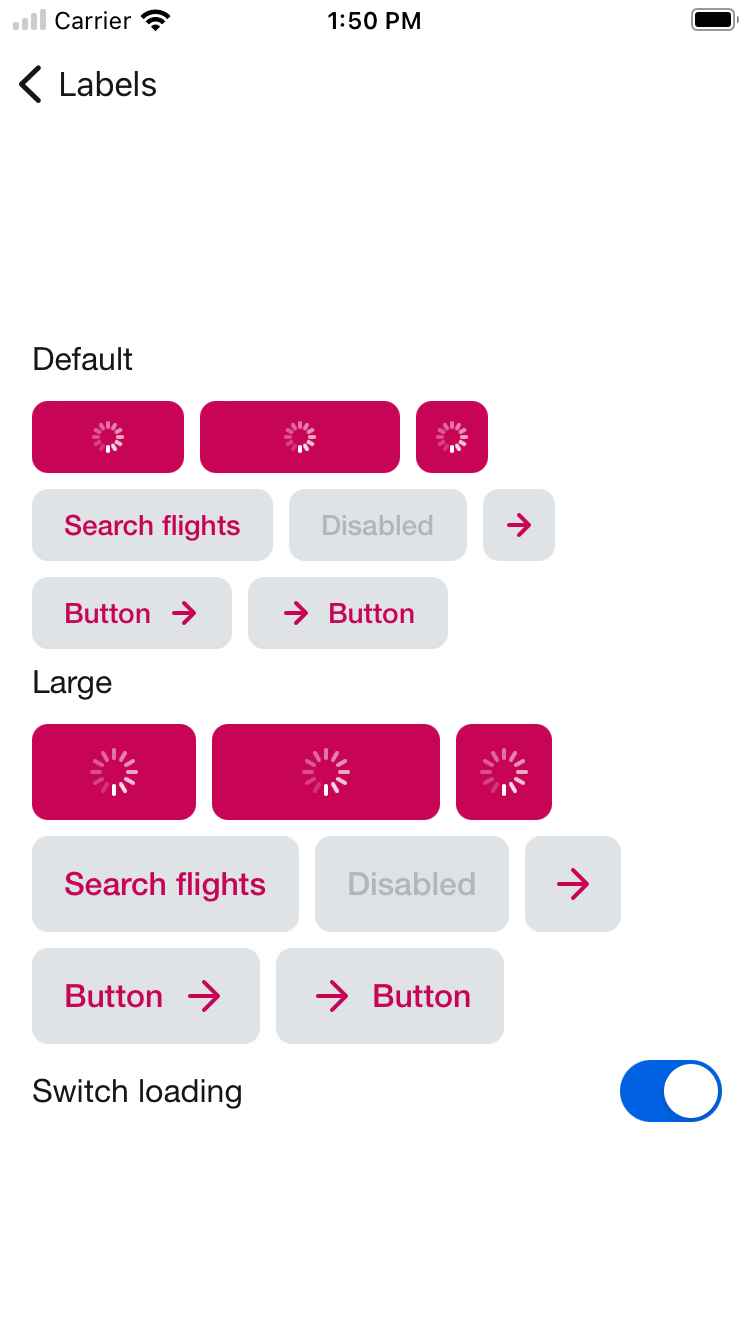 Carrier 1:50 PM
Labels
Default
Search flights Disabled
Button Button
Large
Search flights Disabled
Button Button
Switch loading